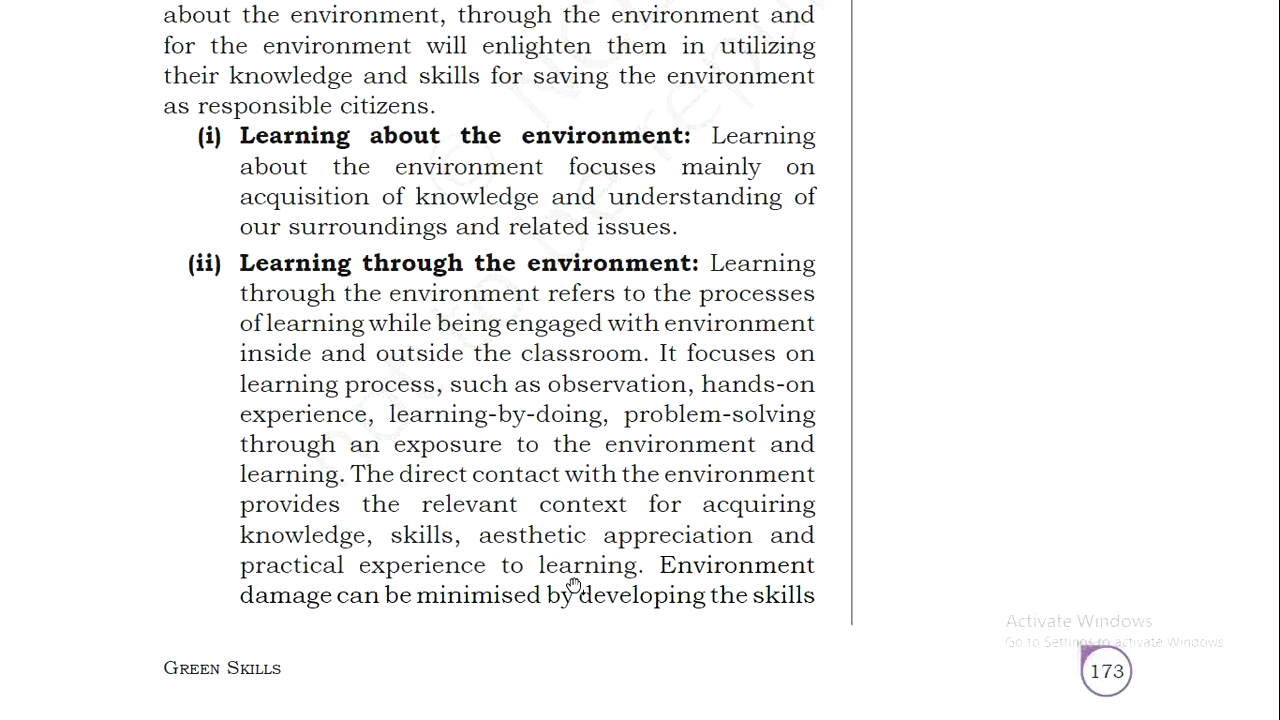 about the environment, through the environment and
for the environment will enlighten them in utilizing
their knowledge and skills for saving the environment
as responsible citizens.
(i) Learning about the environment: Learning
about the environment focuses mainly on
acquisition of knowledge and understanding of
our surroundings and related issues.
(ii) Learning through the environment: Learning
through the environment refers to the processes
of learning while being engaged with environment
inside and outside the classroom. It focuses on
learning process, such as observation, hands-on
experience, learning-by-doing, problem-solving
through an exposure to the environment and
learning. The direct contact with the environment
provides the relevant context for acquiring
knowledge, skills, aesthetic appreciation and
practical experience to learning. Environment
damage can be minimised by developing the skills
Activate Windows
Go to Settings to activate Windows
GREEN SKILLS
173